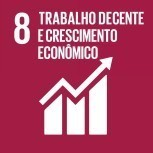 8 TRABALHO DECENTE
E CRESCIMENTO
ECONÔMICO